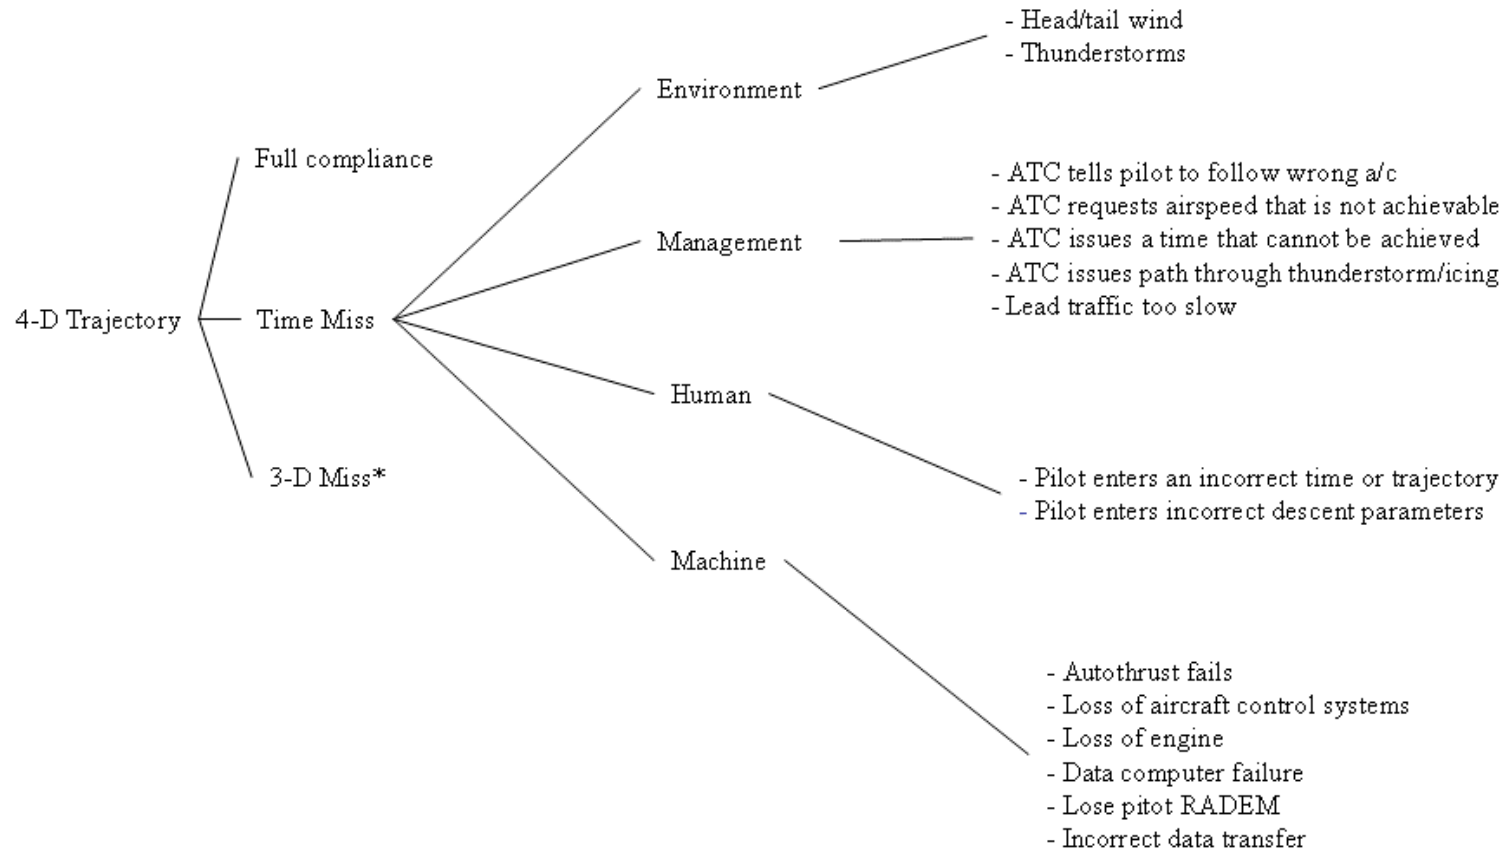 - Head/tail wind
- Thunderstorms
Environment
Full compliance
- ATC tells pilot to follow wrong a/c
- ATC requests airspeed that is not achievable
Management
- ATC issues a time that cannot be achieved
- ATC issues path through thunderstorm/icing
- Lead traffic too slow
4-D Trajectory
Time Miss
Human
3-D Miss*
- Pilot enters an incorrect time or trajectory
- Pilot enters incorrect descent parameters
Machine
- Autothrust fails
- Loss of aircraft control systems
- Loss of engine
- Data computer failure
- Lose pitot RADEM
- Incorrect data transfer